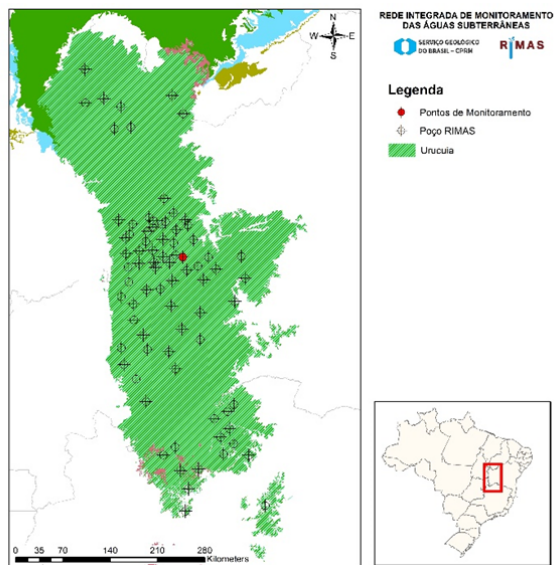 REDE INTEGRADA DE MONITORAMENTO
DAS ÁGUAS SUBTERRÂNEAS
SERVIÇO GEOLÓGICO
DO BRASIL – CPRM
RIMAS
Legenda
Pontos de Monitoramento
Poço RIMAS
Urucuia
N
W E
S
0 35 70 140 210 280
Kilometers